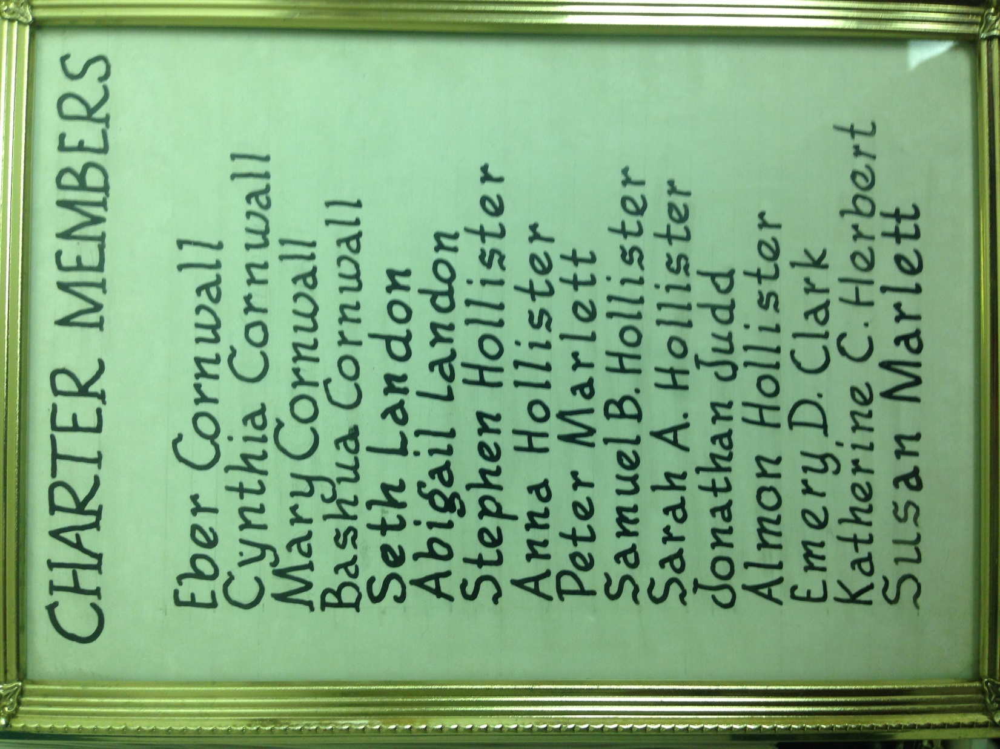 CHARTER MEMBERS
Eber Cornwall
Cynthia Cornwall
Mary Cornwall
Bashua Cornwall
Seth Landon
Abigail Landon
Stephen Hollister
Anna Hollister
Peter Marlett
Samuel B. Hollister
Sarah A. Hollister
Jonathan Judd
Almon Hollister
Emery D. Clark
Katherine C. Herbert
Susan Marlett